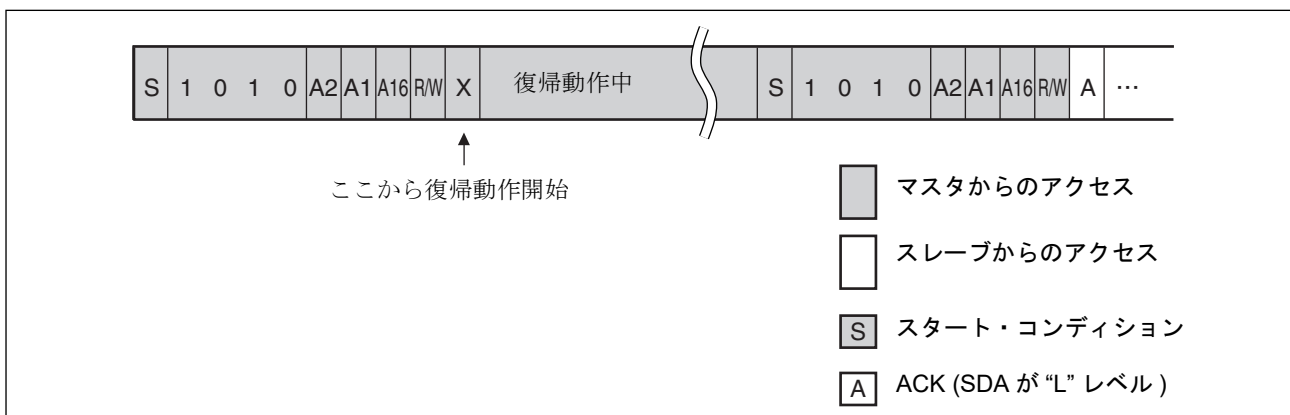 S 1 0 1 0 A2 A1 A16 R/W X 復帰動作中 S 1 0 1 0 A2 A1 A16 R/W A …
ここから復帰動作開始
マスタからのアクセス
スレーブからのアクセス
S スタート・コンディション
A ACK (SDA が “L” レベル )